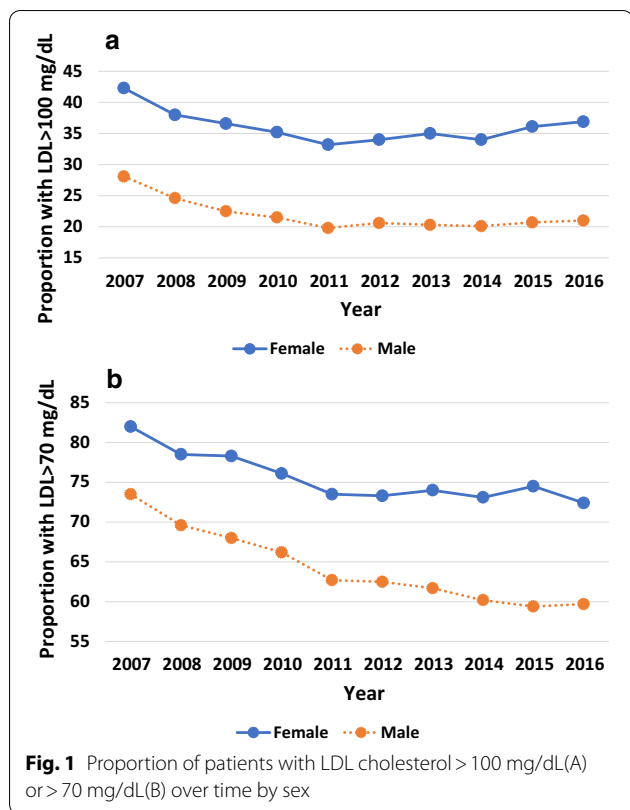 a
Proportion with LDL>100 mg/dL
45
40
35
30
25
20
15
2007 2008 2009 2010 2011 2012 2013 2014 2015 2016
Year
Female Male
b
Proportion with LDL>70 mg/dL
85
80
75
70
65
60
55
2007 2008 2009 2010 2011 2012 2013 2014 2015 2016
Year
Female Male
Fig. 1 Proportion of patients with LDL cholesterol > 100 mg/dL(A)
or > 70 mg/dL(B) over time by sex